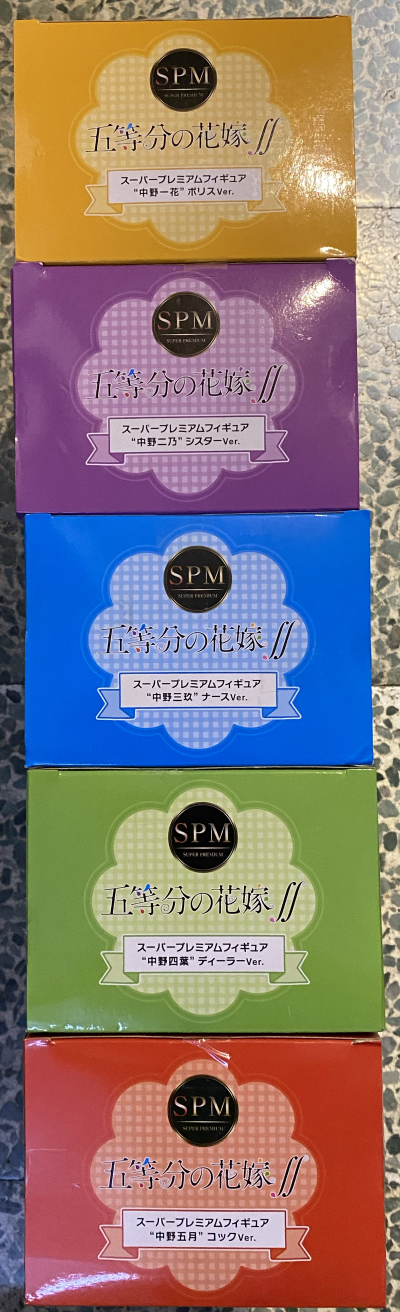 SPM
SUPER PREMIUM
五等分の花嫁∬
スーパープレミアムフィギュア
“中野一花” ポリスVer.
SPM
SUPER PREMIUM
五等分の花嫁∬
スーパープレミアムフィギュア
“中野二乃” シスターVer.
SPM
SUPER PREMIUM
五等分の花嫁∬
スーパープレミアムフィギュア
“中野三玖” ナースVer.
SPM
SUPER PREMIUM
五等分の花嫁∬
スーパープレミアムフィギュア
“中野四葉” ディーラーVer.
SPM
SUPER PREMIUM
五等分の花嫁∬
スーパープレミアムフィギュア
“中野五月” コックVer.